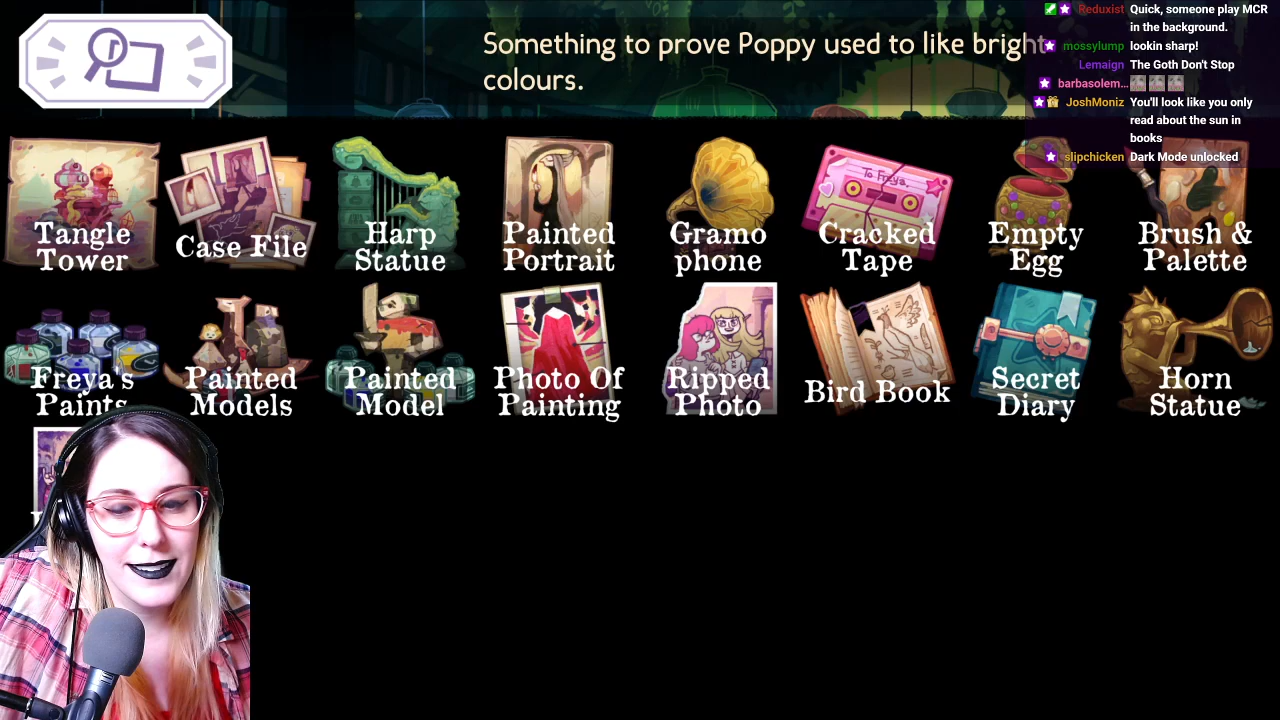 Something to prove Poppy used to like bright
colours.
Reduxist Quick, someone play MCR
in the background.
mossylump lookin sharp!
Lemaign The Goth Don't Stop
barbasolem...
JoshMoniz You'll look like you only
read about the sun in
books
slipchicken Dark Mode unlocked
Tangle
Tower
Case File
Harp
Statue
Painted
Portrait
Gramo
phone
To Freya,
Cracked
Tape
Empty
Egg
Brush &
Palette
Freya's
Paints
Painted
Models
Painted
Model
Photo Of
Painting
Ripped
Photo
Bird Book
Secret
Diary
Horn
Statue